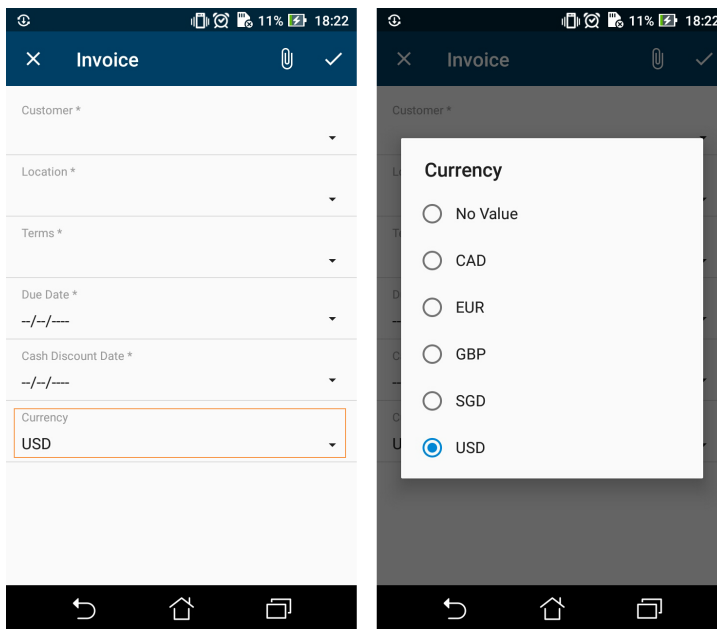 11% 18:22
Invoice
Customer *
Location *
Terms *
Due Date *
--/--/----
Cash Discount Date *
--/--/----
Currency
USD
11% 18:22
Invoice
Customer *
Currency
No Value
CAD
EUR
GBP
SGD
USD